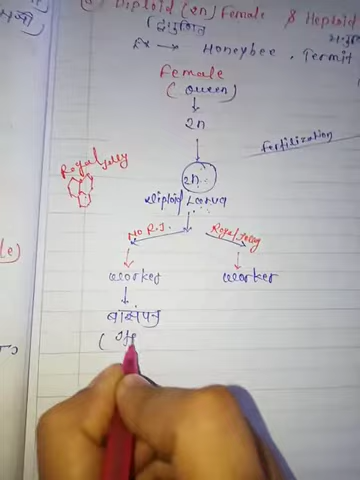 Diploid (2n) Female & Heploid
द्विगुणित
Ex → Honeybee, Termit
Female
(Queen)
2n
Fertilization
2n
Royal Jelly
Diploid Larva
No R.J.
Royal Jelly
worker
worker
बांझपन